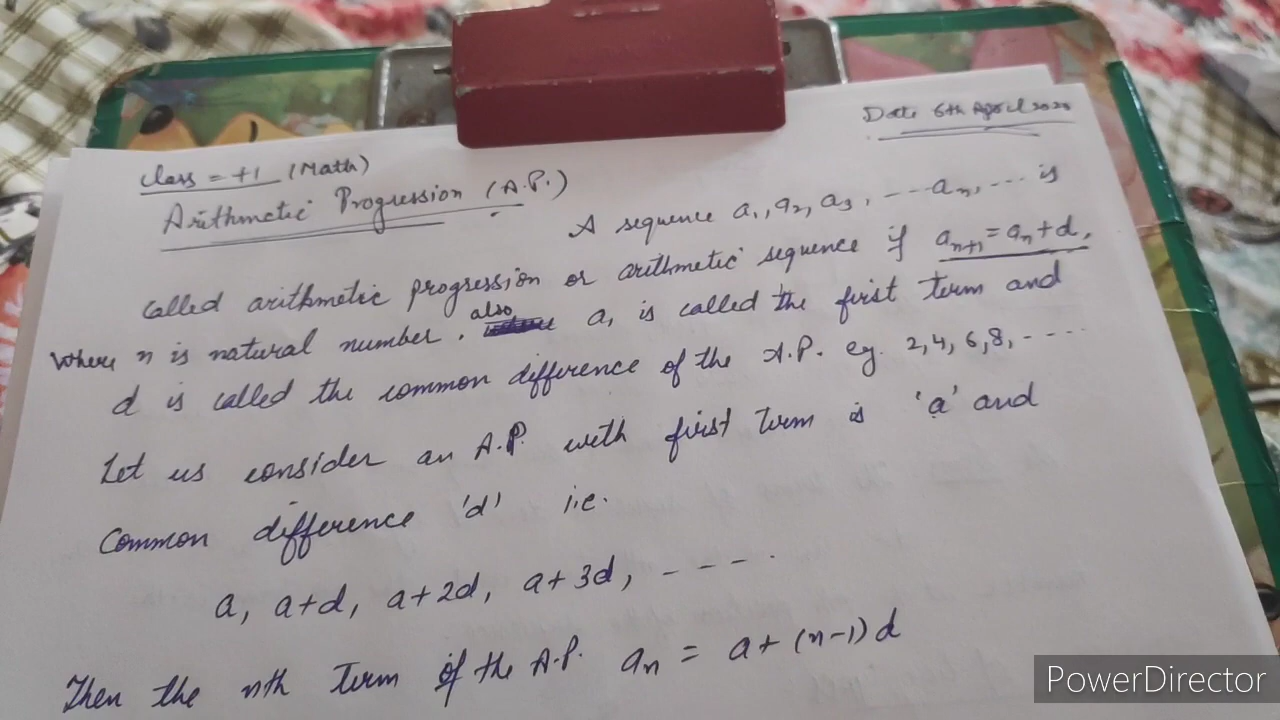 Date 6th April 2020
Class = +1 (Math)
Arithmetic Progression (A.P.)
A sequence a₁, a₂, a₃, ---aₙ, --- is
called arithmetic progression or arithmetic sequence if aₙ₊₁ = aₙ + d,
where n is natural number. also a₁ is called the first term and
d is called the common difference of the A.P. eg. 2, 4, 6, 8, ----
Let us consider an A.P. with first term is 'a' and
Common difference 'd' i.e.
a, a+d, a+2d, a+3d, ----
Then the nth term of the A.P. aₙ = a + (n-1) d
PowerDirector